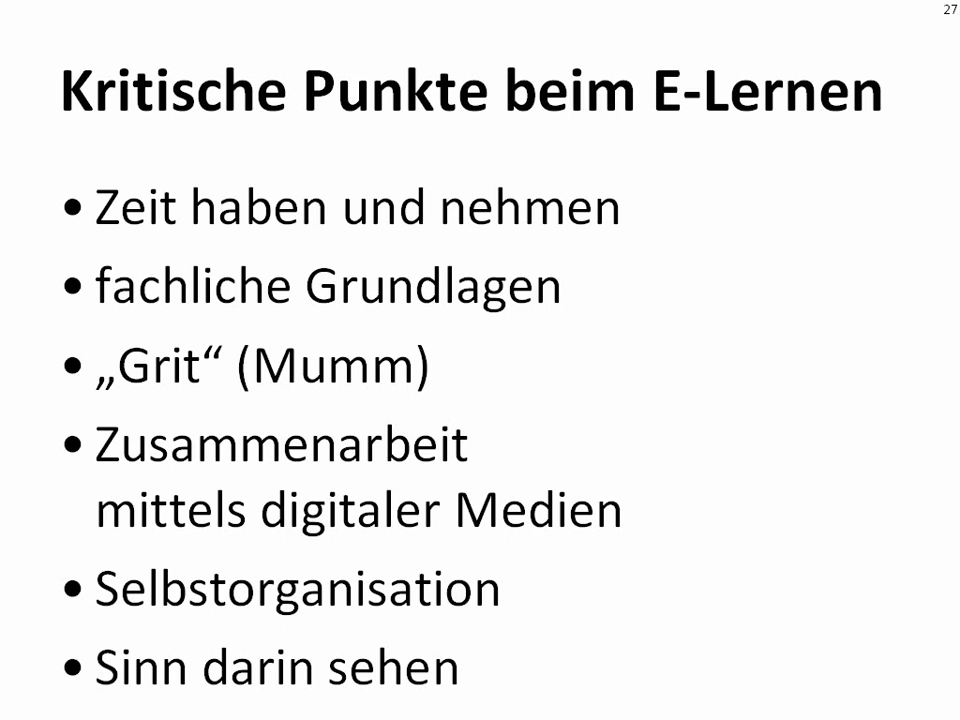 27
Kritische Punkte beim E-Lernen
• Zeit haben und nehmen
• fachliche Grundlagen
• „Grit“ (Mumm)
• Zusammenarbeit
mittels digitaler Medien
• Selbstorganisation
• Sinn darin sehen